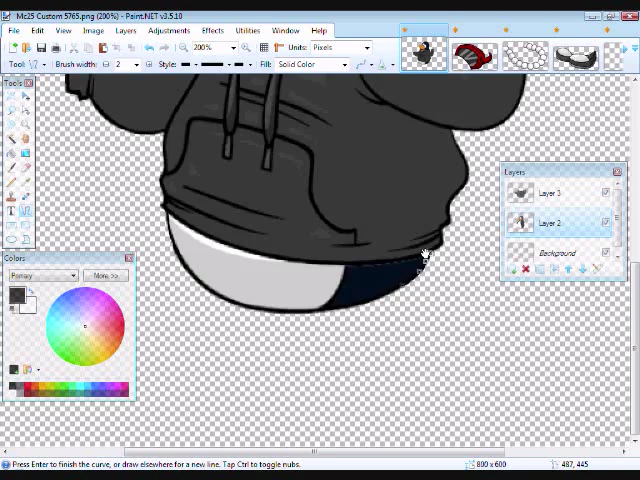 Mc25 Custom 5765.png (200%) - Paint.NET v3.5.10
File Edit View Image Layers Adjustments Effects Utilities Window Help
200% Units: Pixels
Tool: Brush width: 2 Style: Fill: Solid Color
Tools
Layers
Layer 3
Layer 2
Background
Colors
Primary More >>
Press Enter to finish the curve, or draw elsewhere for a new line. Tap Ctrl to toggle nubs. 800 x 600 487, 445